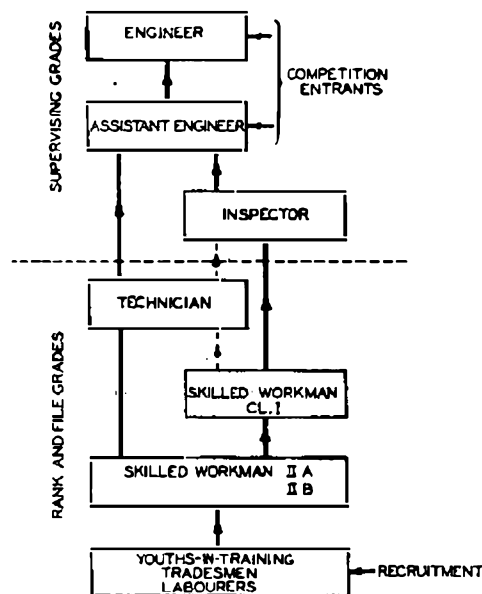 ENGINEER
COMPETITION
ENTRANTS
ASSISTANT ENGINEER
SUPERVISING GRADES
INSPECTOR
TECHNICIAN
SKILLED WORKMAN
CL. I
RANK AND FILE GRADES
SKILLED WORKMAN II A
II B
YOUTHS-IN-TRAINING
TRADESMEN
LABOURERS
RECRUITMENT